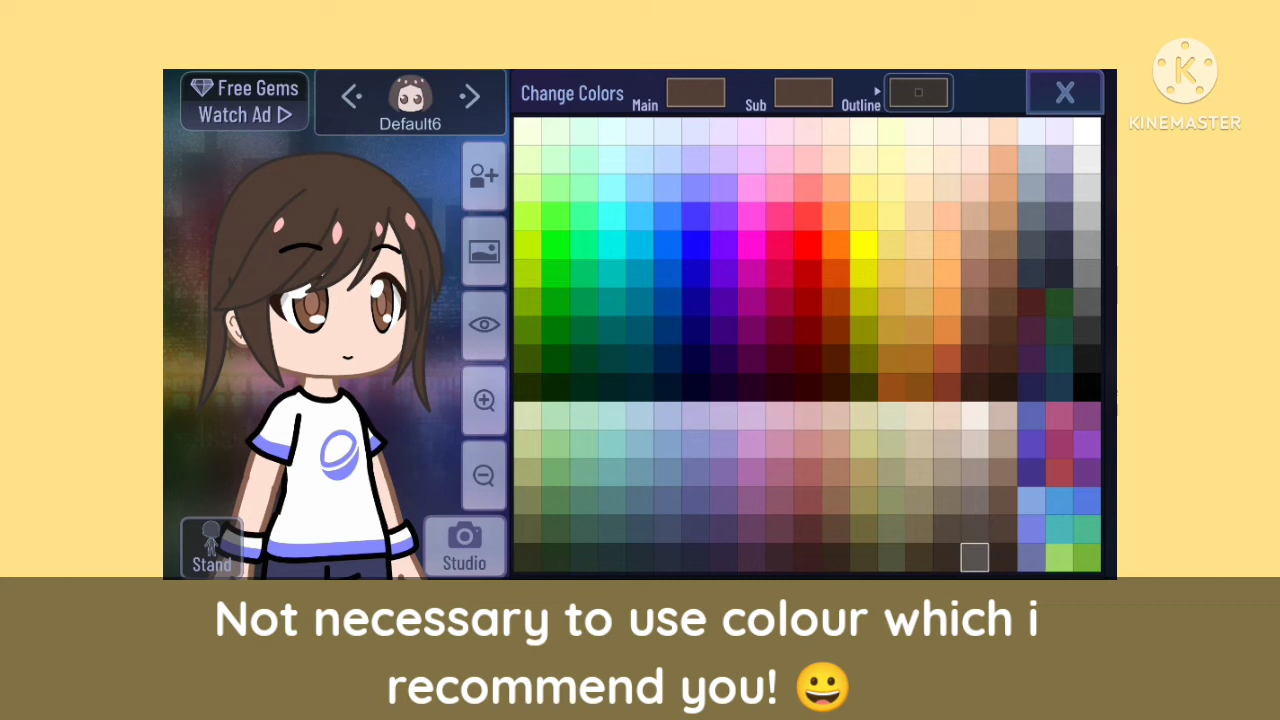 Free Gems
Watch Ad
Default6
Change Colors
Main
Sub
Outline
X
K
KINEMASTER
Stand
Studio
Not necessary to use colour which i
recommend you! 😀